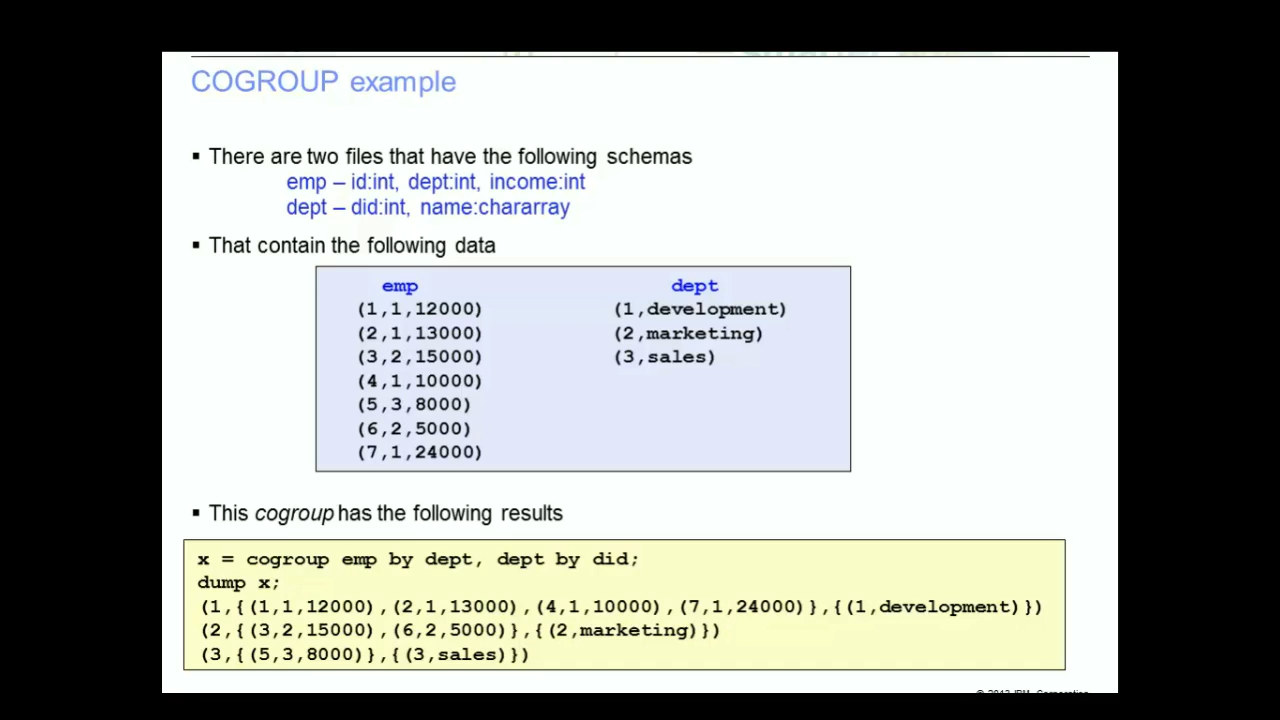 COGROUP example
▪ There are two files that have the following schemas
emp – id:int, dept:int, income:int
dept – did:int, name:chararray
▪ That contain the following data
emp dept
(1,1,12000) (1,development)
(2,1,13000) (2,marketing)
(3,2,15000) (3,sales)
(4,1,10000)
(5,3,8000)
(6,2,5000)
(7,1,24000)
▪ This cogroup has the following results
x = cogroup emp by dept, dept by did;
dump x;
(1,{(1,1,12000),(2,1,13000),(4,1,10000),(7,1,24000)},{(1,development)})
(2,{(3,2,15000),(6,2,5000)},{(2,marketing)})
(3,{(5,3,8000)},{(3,sales)})
IBM Corporation